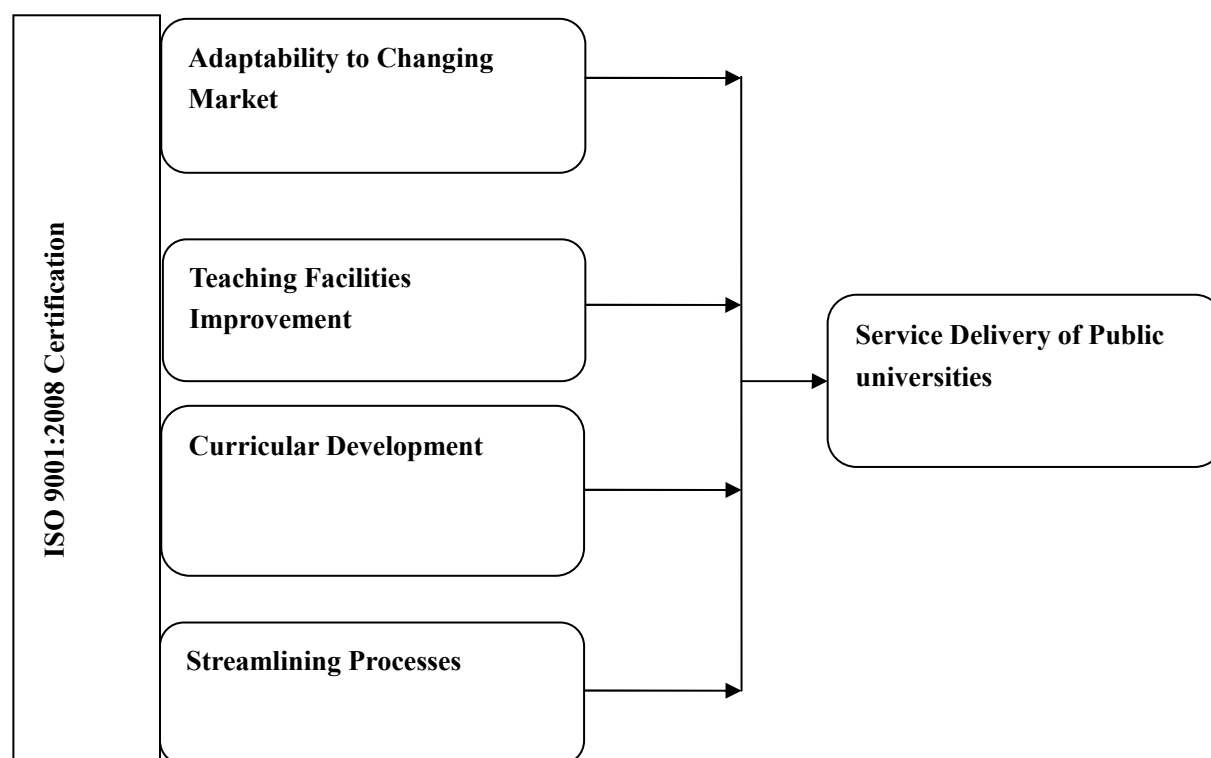 ISO 9001:2008 Certification
Adaptability to Changing
Market
Teaching Facilities
Improvement
Curricular Development
Streamlining Processes
Service Delivery of Public
universities